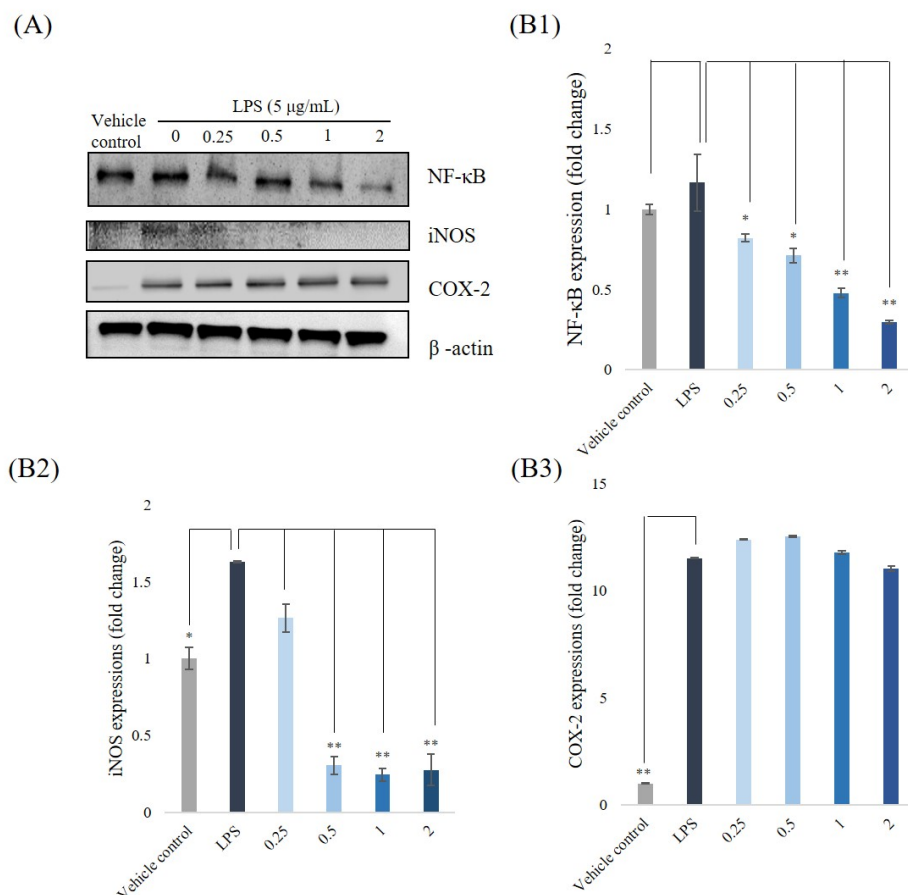 (A)
LPS (5 μg/mL)
Vehicle
control
0 0.25 0.5 1 2
NF-κB
iNOS
COX-2
β -actin
(B1)
NF-κB expression (fold change)
2
1.5
1
0.5
0
* * ** **
Vehicle control LPS 0.25 0.5 1 2
(B2)
iNOS expressions (fold change)
2
1.5
1
0.5
0
* ** ** **
Vehicle control LPS 0.25 0.5 1 2
(B3)
COX-2 expressions (fold change)
15
10
5
0
**
Vehicle control LPS 0.25 0.5 1 2